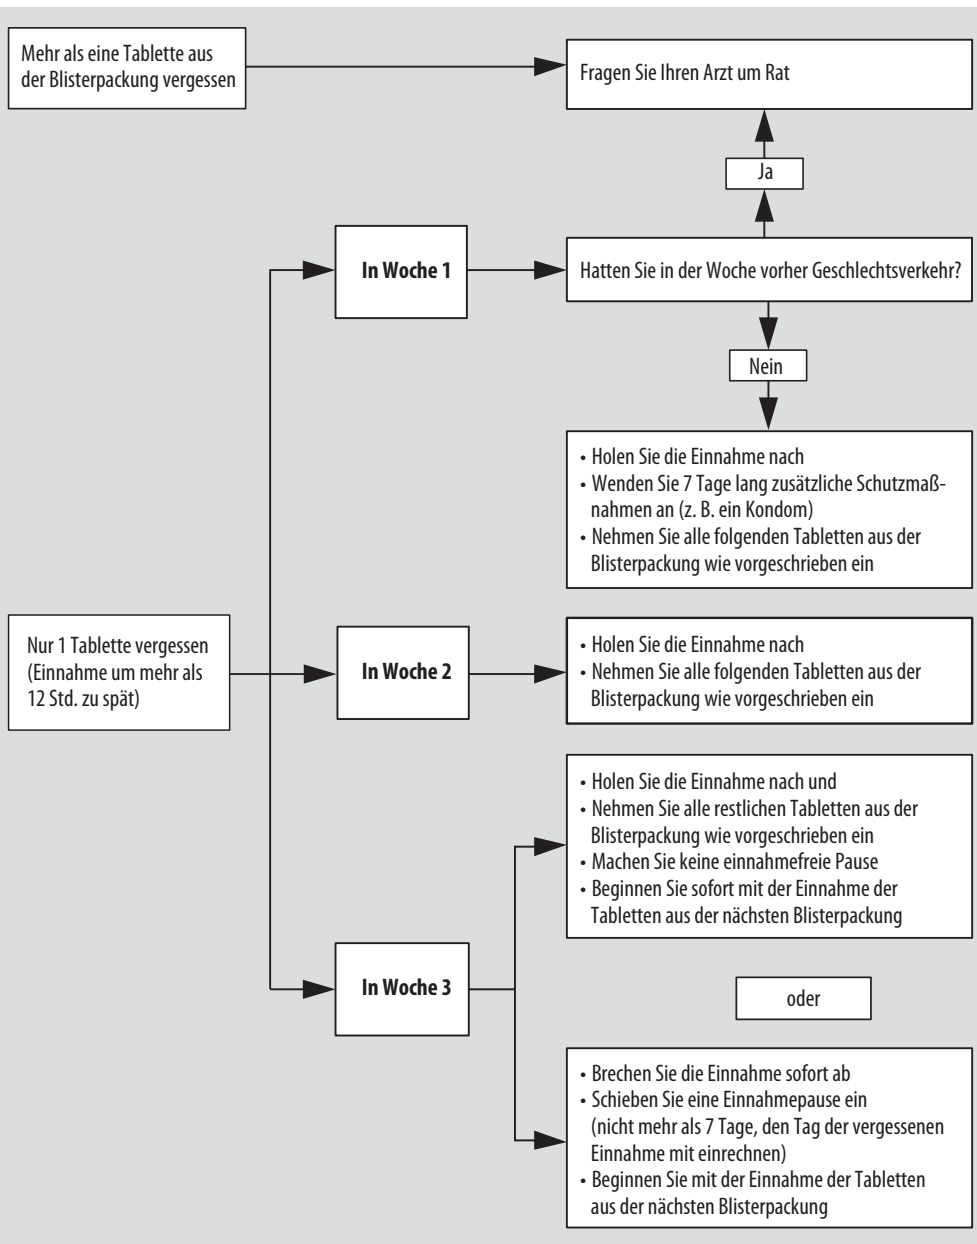 Mehr als eine Tablette aus
der Blisterpackung vergessen
Fragen Sie Ihren Arzt um Rat
Ja
In Woche 1
Hatten Sie in der Woche vorher Geschlechtsverkehr?
Nein
• Holen Sie die Einnahme nach
• Wenden Sie 7 Tage lang zusätzliche Schutzmaß-
nahmen an (z. B. ein Kondom)
• Nehmen Sie alle folgenden Tabletten aus der
Blisterpackung wie vorgeschrieben ein
Nur 1 Tablette vergessen
(Einnahme um mehr als
12 Std. zu spät)
In Woche 2
• Holen Sie die Einnahme nach
• Nehmen Sie alle folgenden Tabletten aus der
Blisterpackung wie vorgeschrieben ein
• Holen Sie die Einnahme nach und
• Nehmen Sie alle restlichen Tabletten aus der
Blisterpackung wie vorgeschrieben ein
• Machen Sie keine einnahmefreie Pause
• Beginnen Sie sofort mit der Einnahme der
Tabletten aus der nächsten Blisterpackung
In Woche 3
oder
• Brechen Sie die Einnahme sofort ab
• Schieben Sie eine Einnahmepause ein
(nicht mehr als 7 Tage, den Tag der vergessenen
Einnahme mit einrechnen)
• Beginnen Sie mit der Einnahme der Tabletten
aus der nächsten Blisterpackung